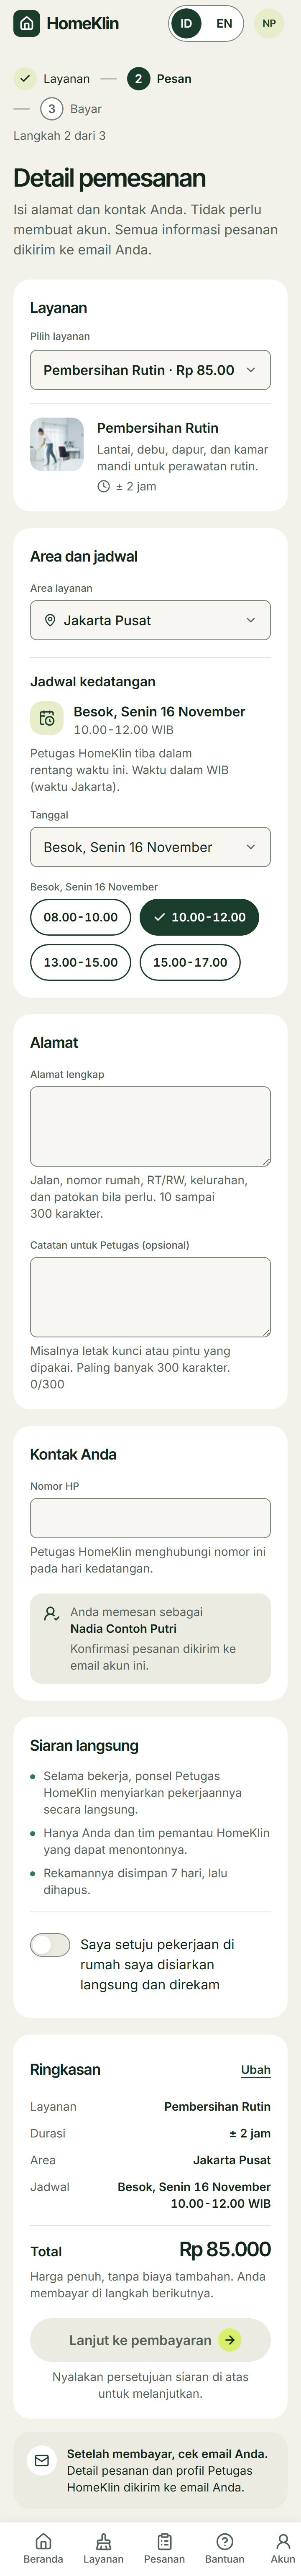 HomeKlin ID EN NP
Layanan 2 Pesan
3 Bayar
Langkah 2 dari 3
Detail pemesanan
Isi alamat dan kontak Anda. Tidak perlu
membuat akun. Semua informasi pesanan
dikirim ke email Anda.
Layanan
Pilih layanan
Pembersihan Rutin · Rp 85.00
Pembersihan Rutin
Lantai, debu, dapur, dan kamar
mandi untuk perawatan rutin.
± 2 jam
Area dan jadwal
Area layanan
Jakarta Pusat
Jadwal kedatangan
Besok, Senin 16 November
10.00-12.00 WIB
Petugas HomeKlin tiba dalam
rentang waktu ini. Waktu dalam WIB
(waktu Jakarta).
Tanggal
Besok, Senin 16 November
Besok, Senin 16 November
08.00-10.00 10.00-12.00
13.00-15.00 15.00-17.00
Alamat
Alamat lengkap
Jalan, nomor rumah, RT/RW, kelurahan,
dan patokan bila perlu. 10 sampai
300 karakter.
Catatan untuk Petugas (opsional)
Misalnya letak kunci atau pintu yang
dipakai. Paling banyak 300 karakter.
0/300
Kontak Anda
Nomor HP
Petugas HomeKlin menghubungi nomor ini
pada hari kedatangan.
Anda memesan sebagai
Nadia Contoh Putri
Konfirmasi pesanan dikirim ke
email akun ini.
Siaran langsung
Selama bekerja, ponsel Petugas
HomeKlin menyiarkan pekerjaannya
secara langsung.
Hanya Anda dan tim pemantau HomeKlin
yang dapat menontonnya.
Rekamannya disimpan 7 hari, lalu
dihapus.
Saya setuju pekerjaan di
rumah saya disiarkan
langsung dan direkam
Ringkasan Ubah
Layanan Pembersihan Rutin
Durasi ± 2 jam
Area Jakarta Pusat
Jadwal Besok, Senin 16 November
10.00-12.00 WIB
Total Rp 85.000
Harga penuh, tanpa biaya tambahan. Anda
membayar di langkah berikutnya.
Lanjut ke pembayaran
Nyalakan persetujuan siaran di atas
untuk melanjutkan.
Setelah membayar, cek email Anda.
Detail pesanan dan profil Petugas
HomeKlin dikirim ke email Anda.
Beranda Layanan Pesanan Bantuan Akun